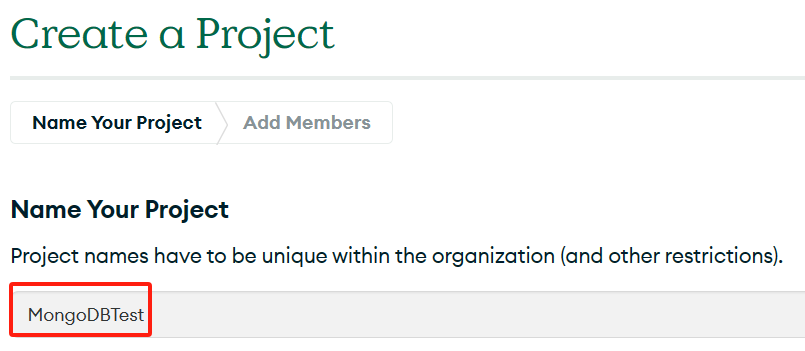 Create a Project
Name Your Project Add Members
Name Your Project
Project names have to be unique within the organization (and other restrictions).
MongoDBTest